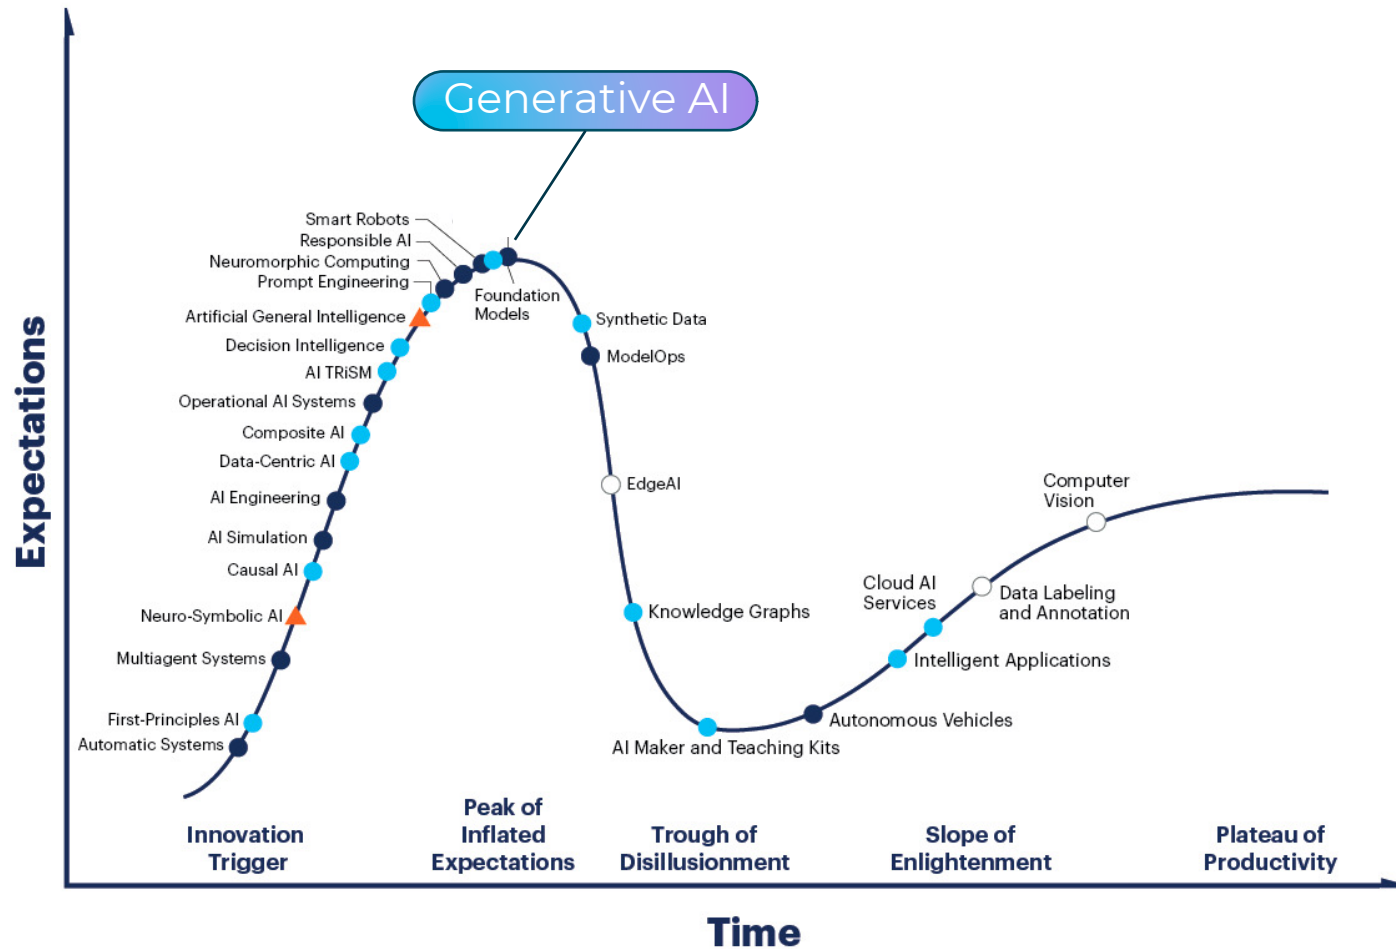 Generative AI
Smart Robots
Responsible AI
Neuromorphic Computing
Prompt Engineering
Foundation
Models
Artificial General Intelligence
Synthetic Data
Decision Intelligence
ModelOps
AI TRiSM
Operational AI Systems
Composite AI
Data-Centric AI
EdgeAI
AI Engineering
Computer
Vision
AI Simulation
Causal AI
Cloud AI
Services
Data Labeling
and Annotation
Neuro-Symbolic AI
Knowledge Graphs
Multiagent Systems
Intelligent Applications
First-Principles AI
Autonomous Vehicles
Automatic Systems
AI Maker and Teaching Kits
Expectations
Innovation
Trigger
Peak of
Inflated
Expectations
Trough of
Disillusionment
Slope of
Enlightenment
Plateau of
Productivity
Time